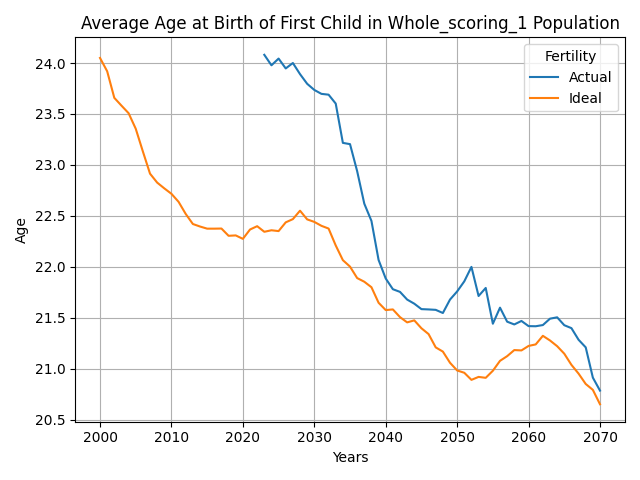 Average Age at Birth of First Child in Whole_scoring_1 Population
Fertility
Actual
Ideal
Age
24.0
23.5
23.0
22.5
22.0
21.5
21.0
20.5
2000 2010 2020 2030 2040 2050 2060 2070
Years